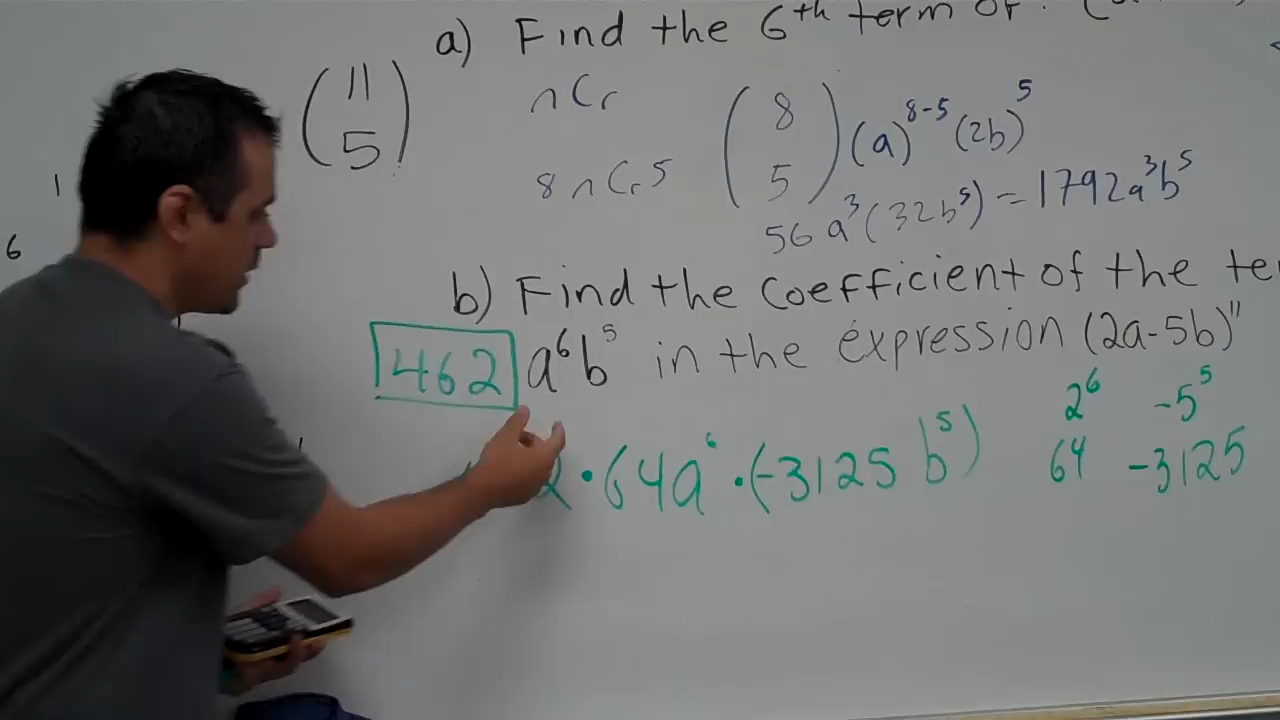 a) Find the 6th term of: (
( 11 5 )
nCr
( 8 5 ) (a)^8-5 (2b)^5
1
8 nCr 5
56 a^3 (32b^5) = 1792a^3b^5
6
b) Find the coefficient of the te
462 a^6 b^5 in the expression (2a-5b)^11
2^6 -5^5
2 • 64a^6 • (-3125 b^5)
64 -3125